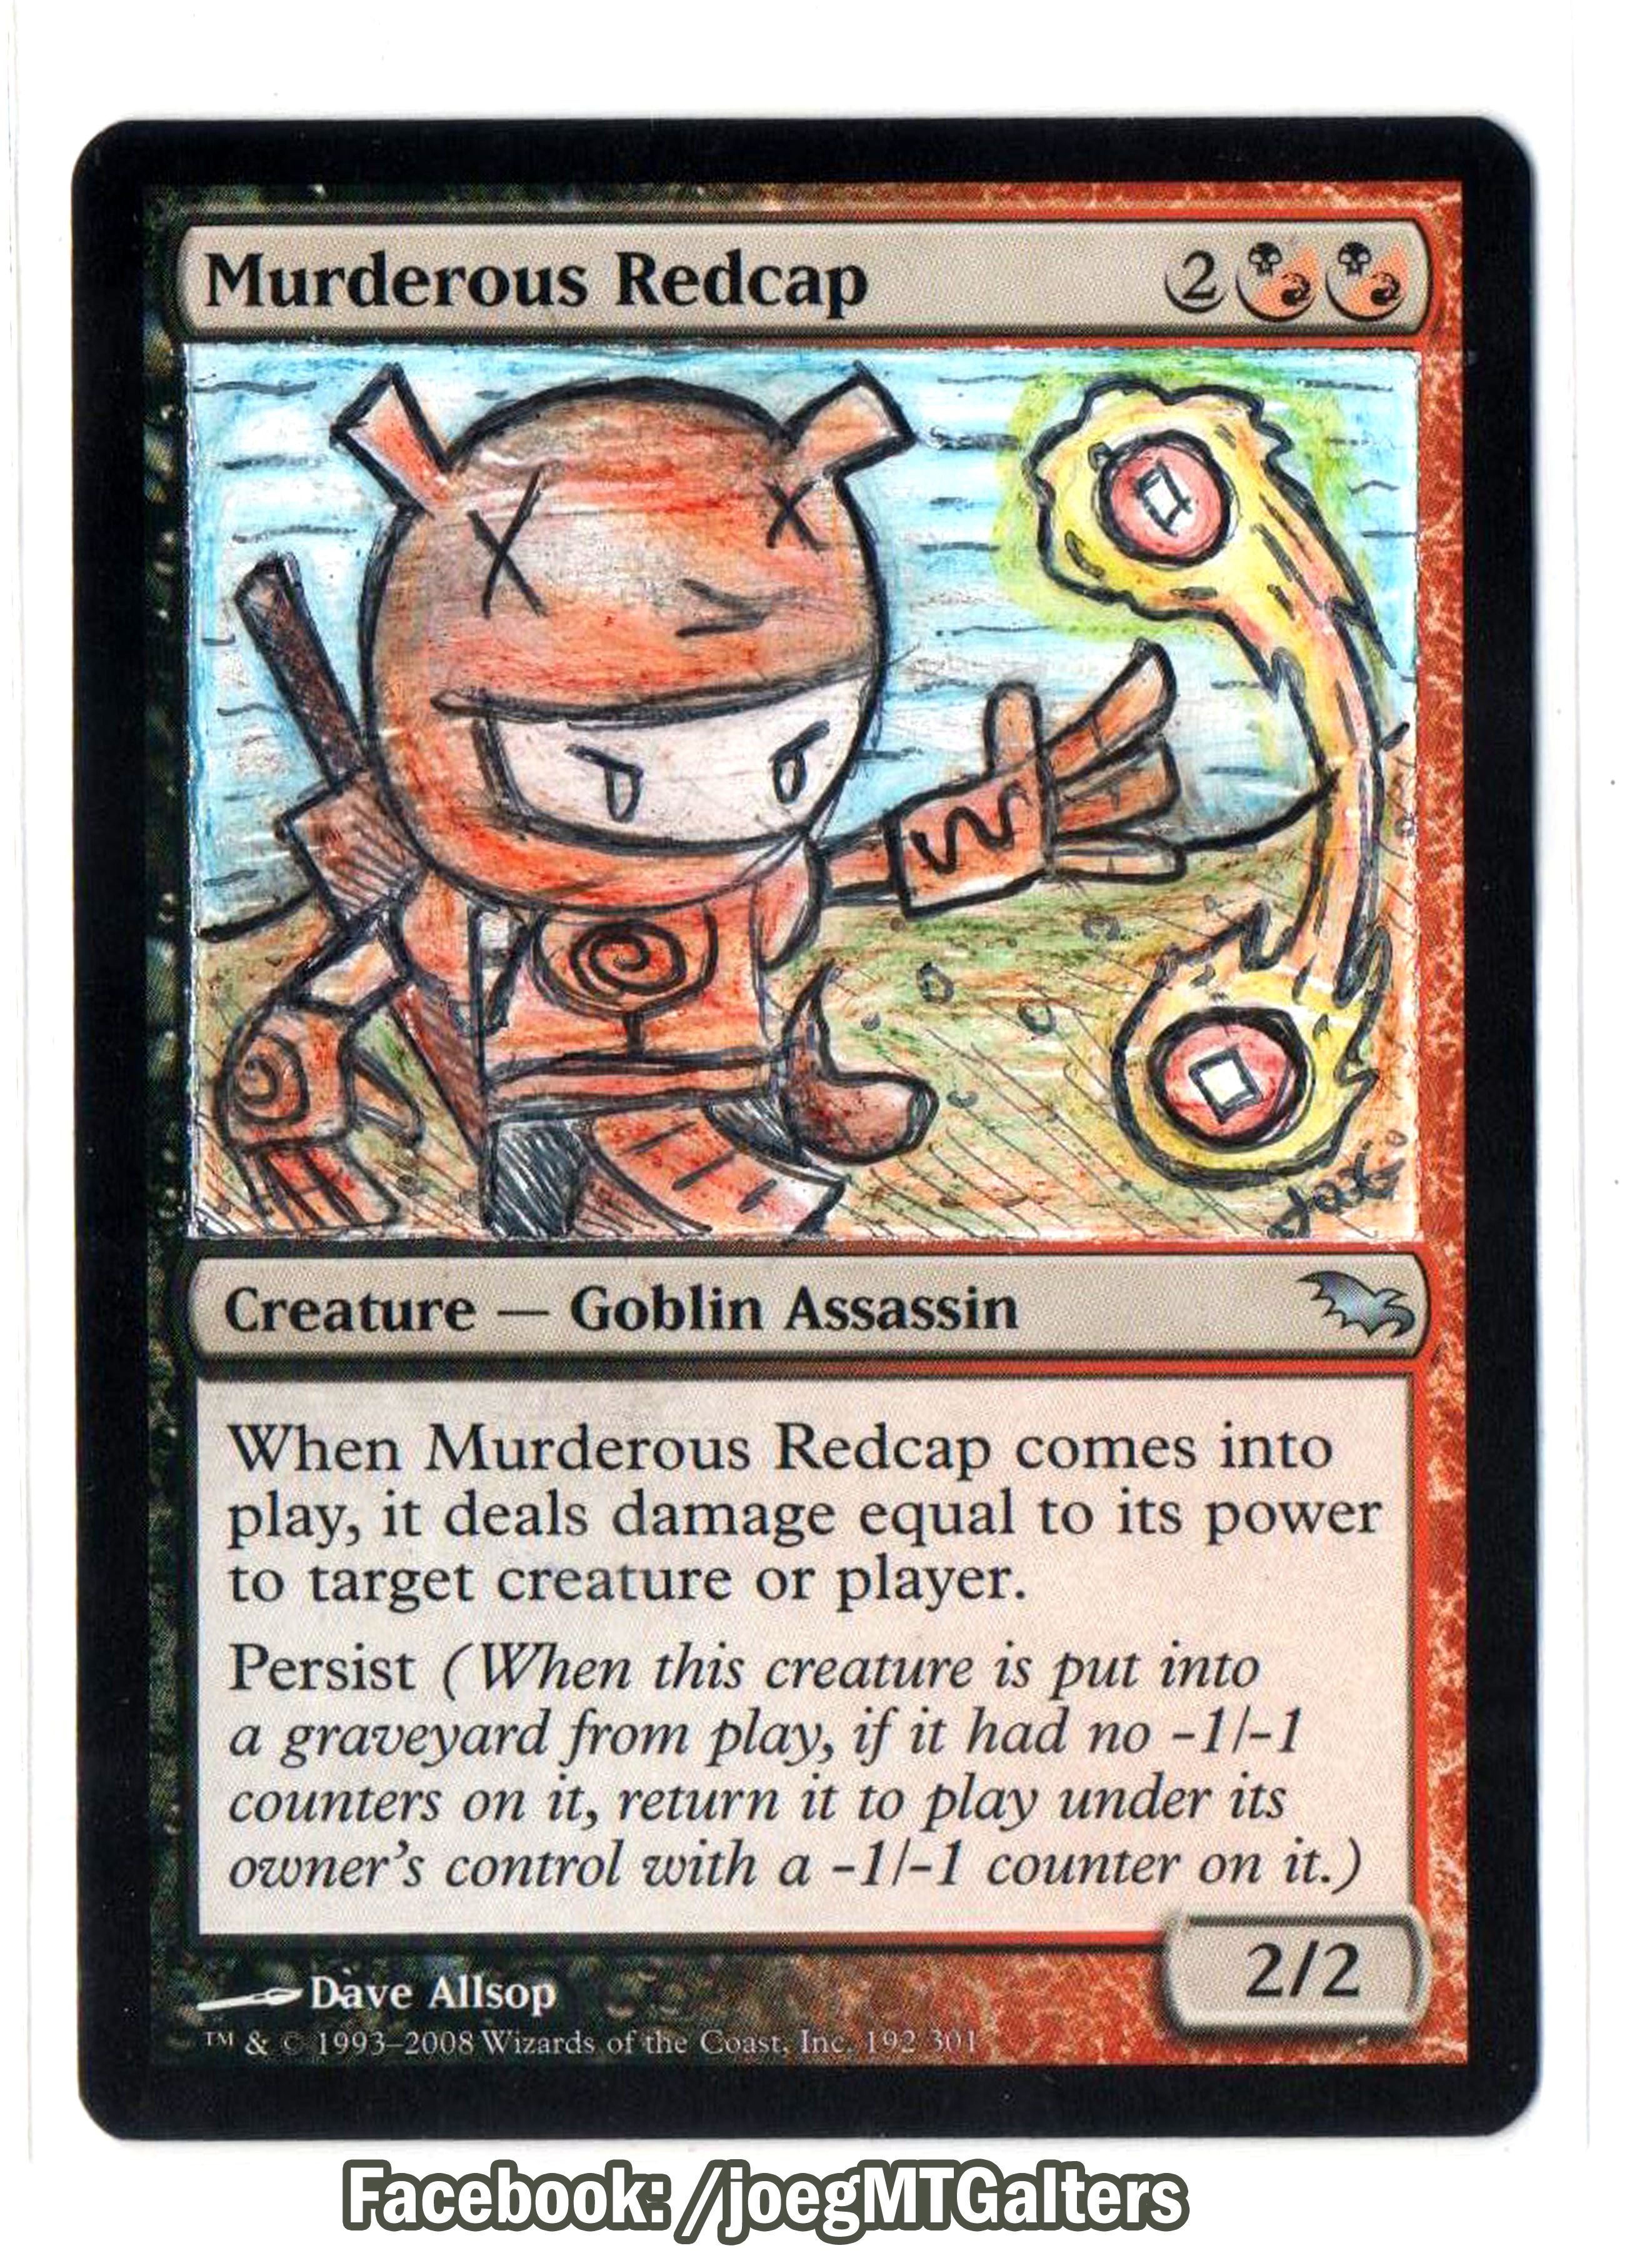 Murderous Redcap 2
JOEG
Creature — Goblin Assassin
When Murderous Redcap comes into
play, it deals damage equal to its power
to target creature or player.
Persist (When this creature is put into
a graveyard from play, if it had no -1/-1
counters on it, return it to play under its
owner's control with a -1/-1 counter on it.)
2/2
Dave Allsop
™ & © 1993–2008 Wizards of the Coast, Inc. 192/301
Facebook: /joegMTGalters